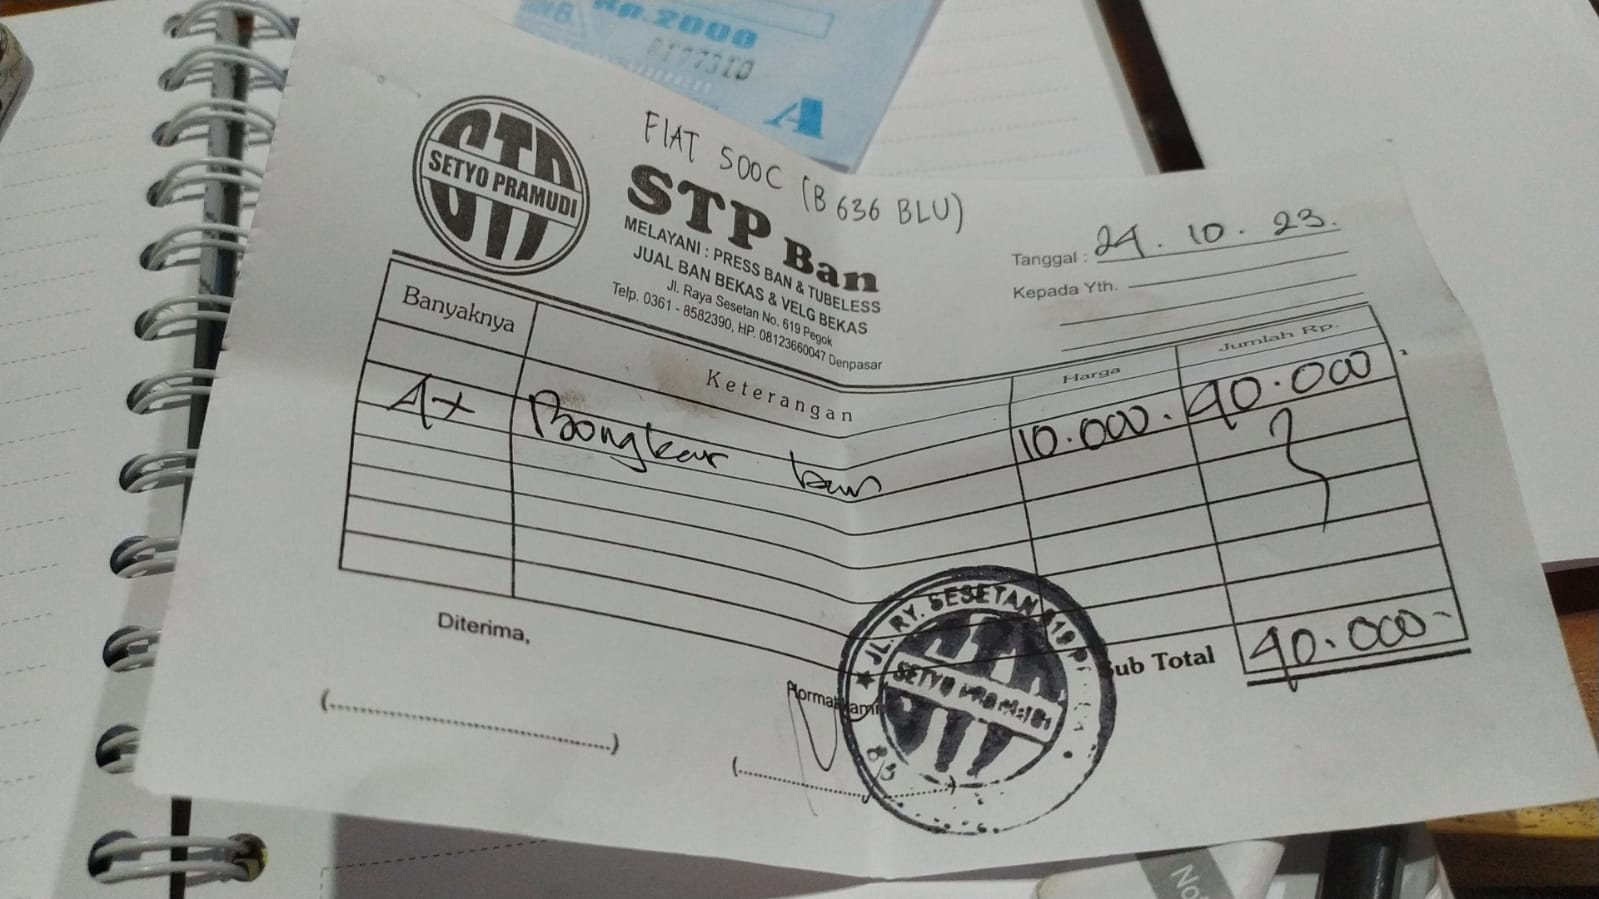 Rp.2000
0177310
A
FIAT 500C (B 636 BLU)
STP
SETYO PRAMUDI
STP Ban
MELAYANI : PRESS BAN & TUBELESS
JUAL BAN BEKAS & VELG BEKAS
Jl. Raya Sesetan No. 619 Pegok
Telp. 0361 - 8582390, HP. 08123660047 Denpasar
Tanggal : 24 . 10 . 23.
Kepada Yth.
Banyaknya Keterangan Harga Jumlah Rp.
4x Bongkar ban 10.000. 40.000
Sub Total 40.000-
Diterima,
Hormat kami
JL. RY. SESETAN 619
STP
SETYO PRAMUDI